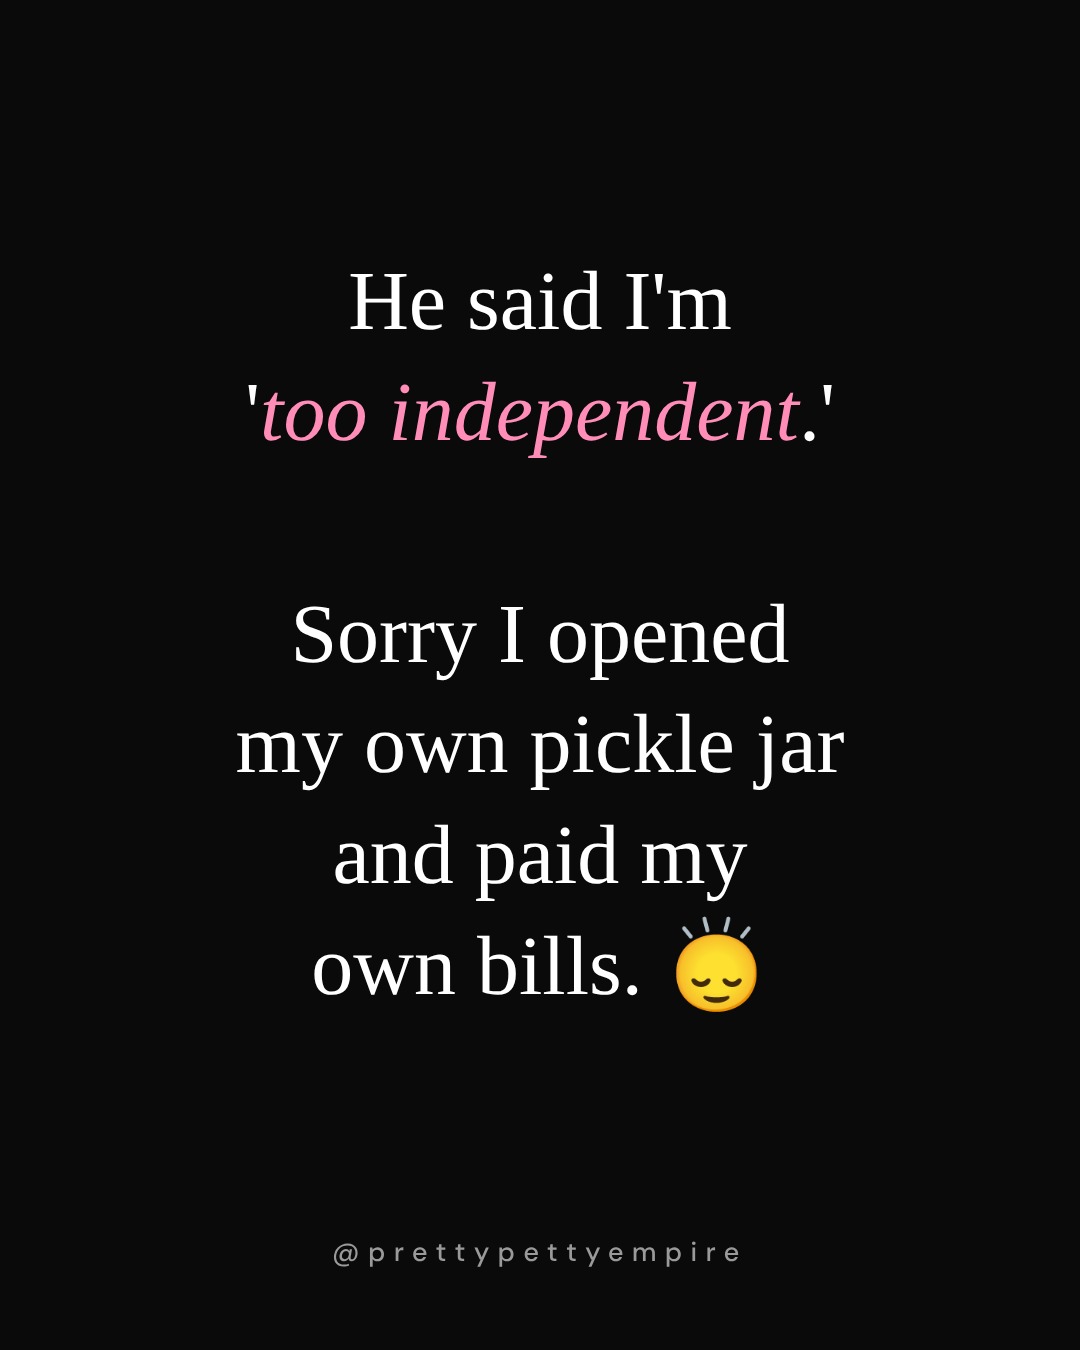 He said I'm
'too independent.'
Sorry I opened
my own pickle jar
and paid my
own bills. 😔
@prettypettyempire